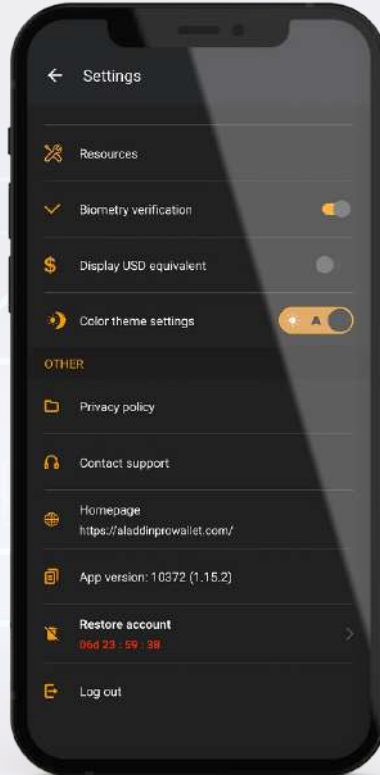 Settings
Resources
Biometry verification
$ Display USD equivalent
Color theme settings
A
OTHER
Privacy policy
Contact support
Homepage
https://aladdinprowallet.com/
App version: 10372 (1.15.2)
Restore account
06d 23 : 59 : 38
Log out